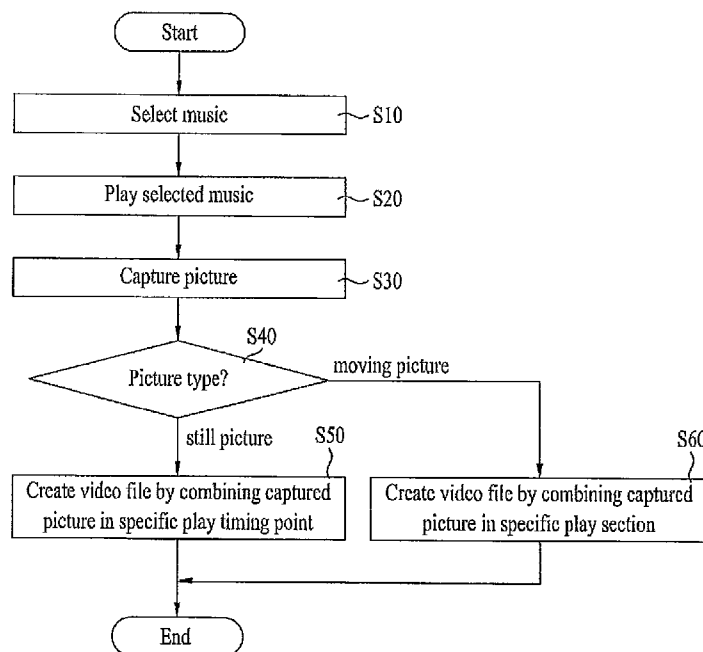 Start
Select music
S10
Play selected music
S20
Capture picture
S30
S40
Picture type?
moving picture
still picture
S50
Create video file by combining captured
picture in specific play timing point
S60
Create video file by combining captured
picture in specific play section
End